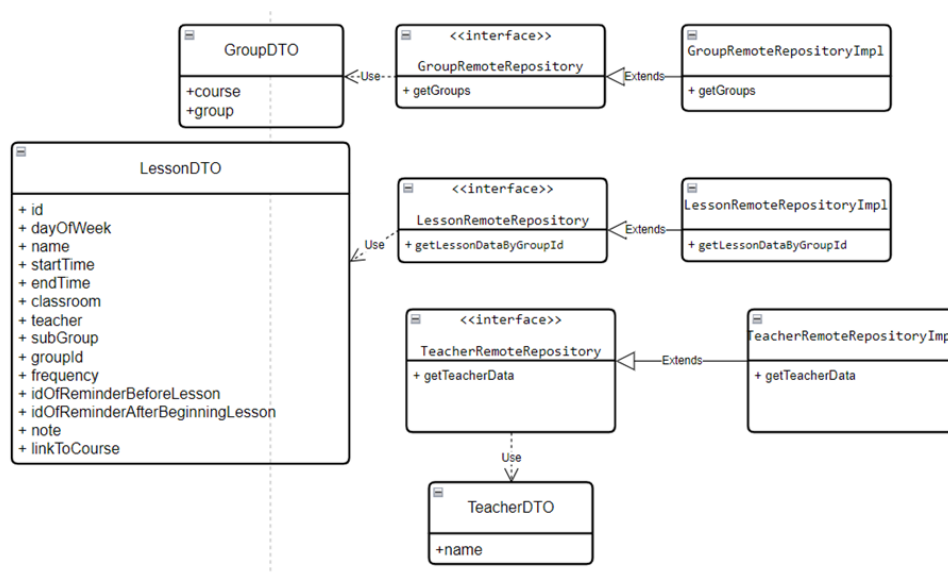 GroupDTO
+course
+group
Use
<<interface>>
GroupRemoteRepository
+ getGroups
Extends
GroupRemoteRepositoryImpl
+ getGroups
LessonDTO
+ id
+ dayOfWeek
+ name
+ startTime
+ endTime
+ classroom
+ teacher
+ subGroup
+ groupId
+ frequency
+ idOfReminderBeforeLesson
+ idOfReminderAfterBeginningLesson
+ note
+ linkToCourse
Use
<<interface>>
LessonRemoteRepository
+ getLessonDataByGroupId
Extends
LessonRemoteRepositoryImpl
+ getLessonDataByGroupId
<<interface>>
TeacherRemoteRepository
+ getTeacherData
Extends
TeacherRemoteRepositoryImp
+ getTeacherData
Use
TeacherDTO
+name